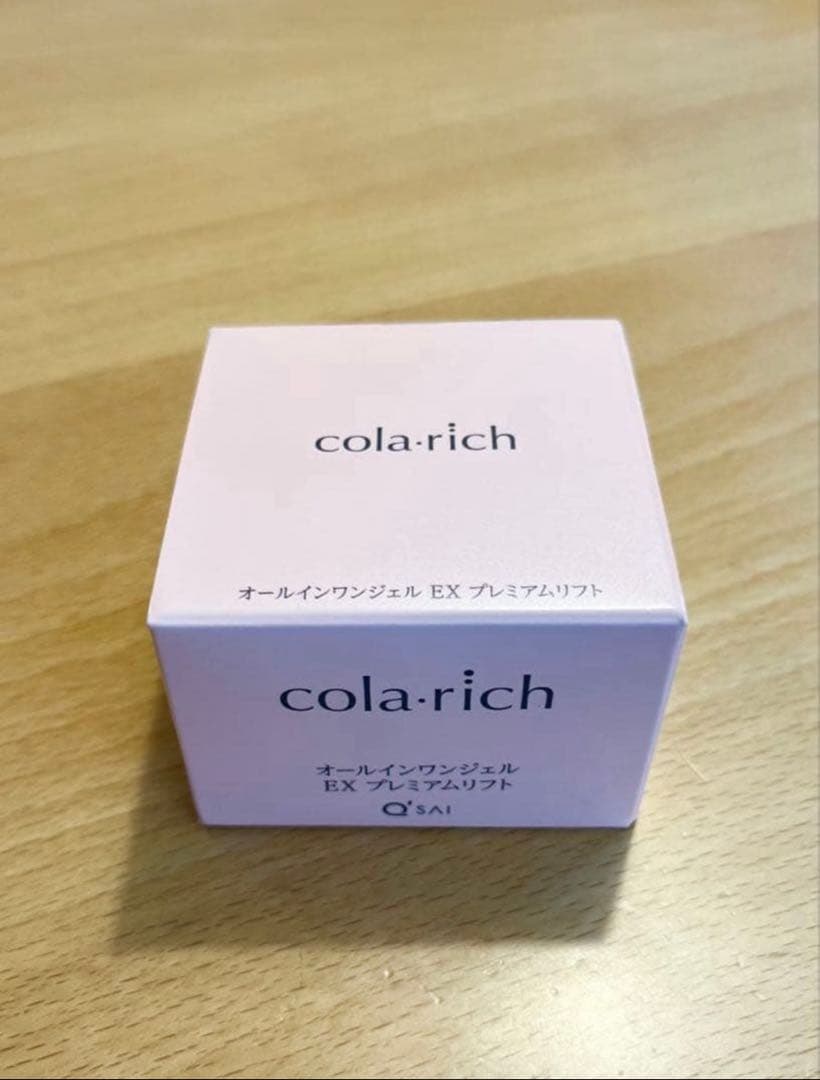 cola·rich
オールインワンジェル EX プレミアムリフト
cola·rich
オールインワンジェル
EX プレミアムリフト
Q'SAI